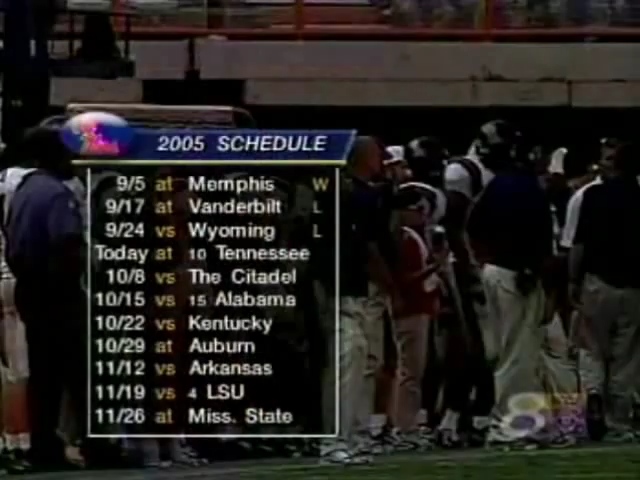 2005 SCHEDULE
9/5 at Memphis W
9/17 at Vanderbilt L
9/24 vs Wyoming L
Today at 10 Tennessee
10/8 vs The Citadel
10/15 vs 15 Alabama
10/22 vs Kentucky
10/29 at Auburn
11/12 vs Arkansas
11/19 vs 4 LSU
11/26 at Miss. State
8